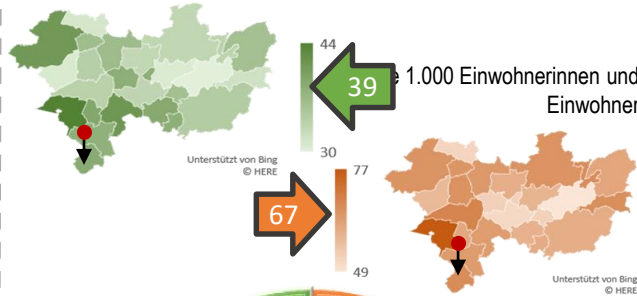 44
39
1.000 Einwohnerinnen und
Einwohner
Unterstützt von Bing
© HERE
30
77
67
49
Unterstützt von Bing
© HERE